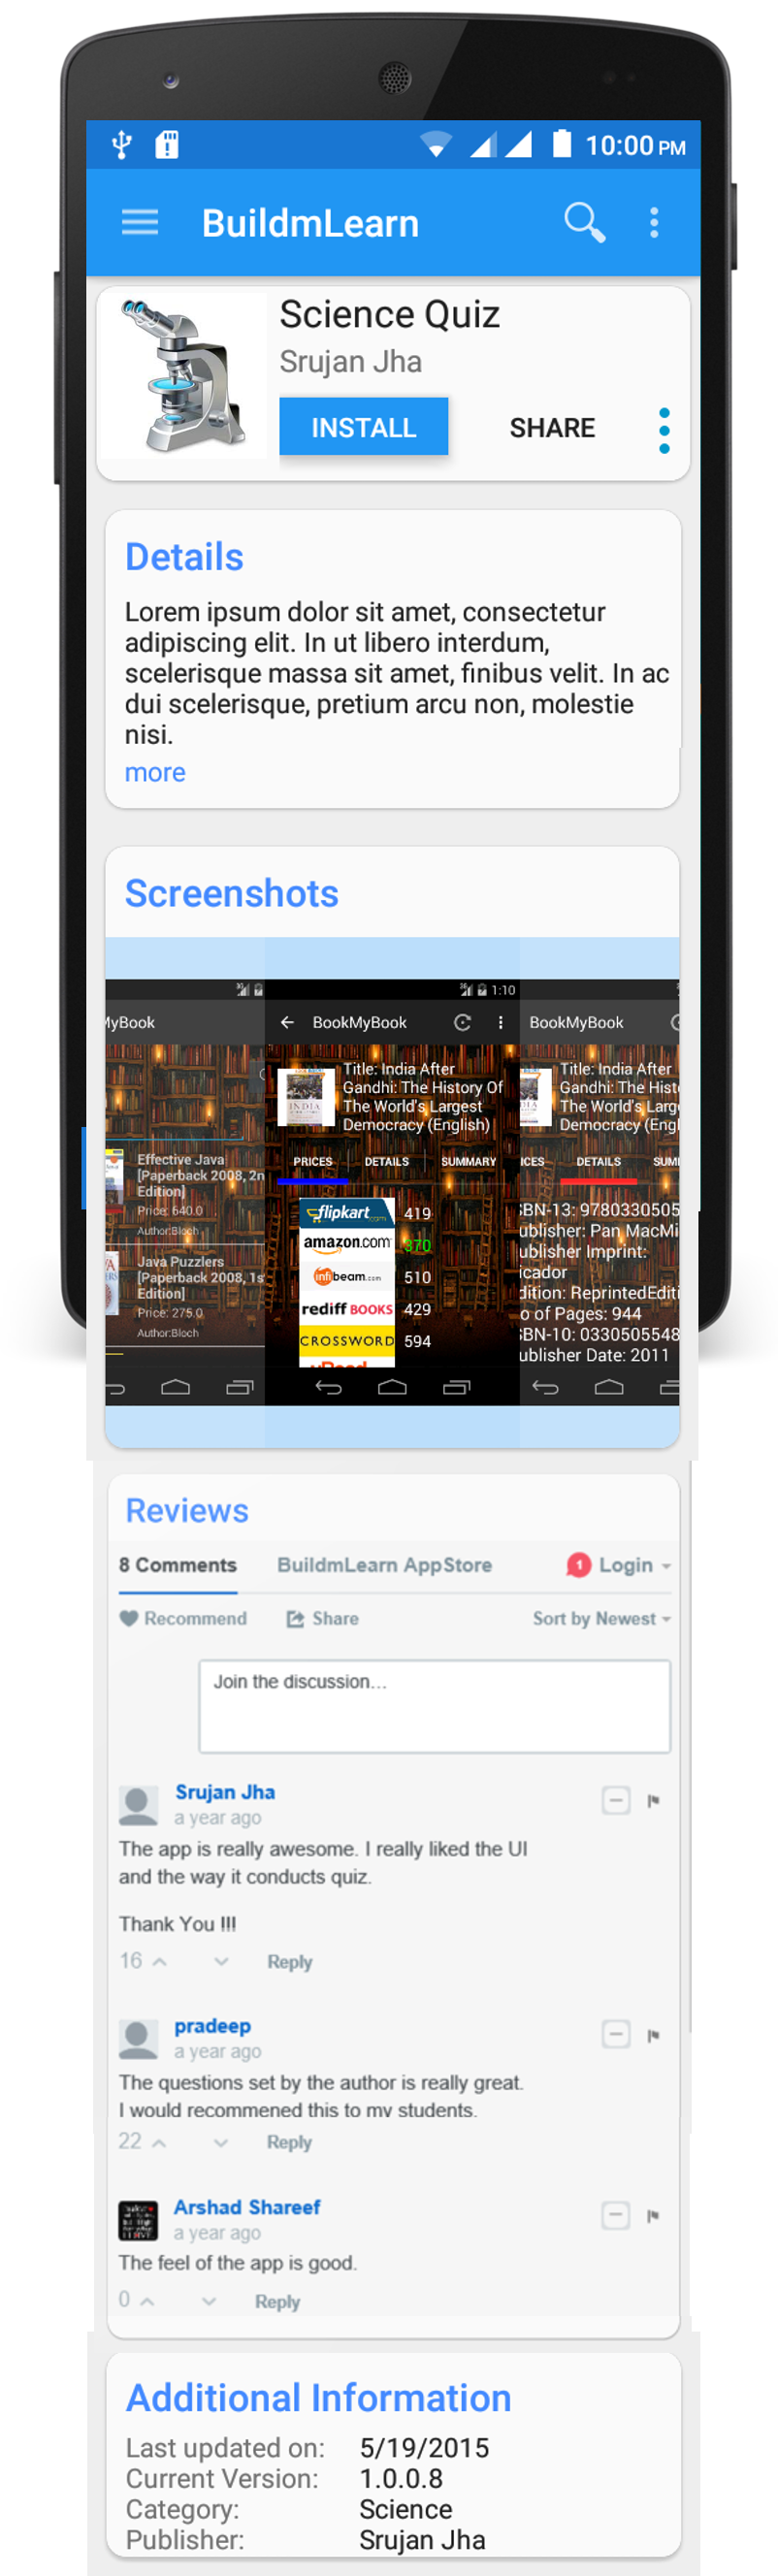 10:00 PM
BuildmLearn
Science Quiz
Srujan Jha
INSTALL
SHARE
Details
Lorem ipsum dolor sit amet, consectetur
adipiscing elit. In ut libero interdum,
scelerisque massa sit amet, finibus velit. In ac
dui scelerisque, pretium arcu non, molestie
nisi.
more
Screenshots
MyBook
Effective Java
[Paperback 2008, 2n
Edition]
Price: 640.0
Author:Bloch
Java Puzzlers
[Paperback 2008, 1s
Edition]
Price: 275.0
Author:Bloch
1:10
BookMyBook
Title: India After
Gandhi: The History Of
The World's Largest
Democracy (English)
PRICES DETAILS SUMMARY
flipkart.com 419
amazon.com 370
infibeam.com 510
rediff BOOKS 429
CROSSWORD 594
BookMyBook
Title: India After
Gandhi: The Hist
The World's Larg
Democracy (Engl
ICES DETAILS SUM
SBN-13: 9780330505
ublisher: Pan MacMi
ublisher Imprint:
icador
dition: ReprintedEditi
o of Pages: 944
SBN-10: 0330505548
ublisher Date: 2011
Reviews
8 Comments BuildmLearn AppStore 1 Login
Recommend Share Sort by Newest
Join the discussion...
Srujan Jha
a year ago
The app is really awesome. I really liked the UI
and the way it conducts quiz.
Thank You !!!
16 Reply
pradeep
a year ago
The questions set by the author is really great.
I would recommened this to my students.
22 Reply
Arshad Shareef
a year ago
The feel of the app is good.
0 Reply
Additional Information
Last updated on: 5/19/2015
Current Version: 1.0.0.8
Category: Science
Publisher: Srujan Jha